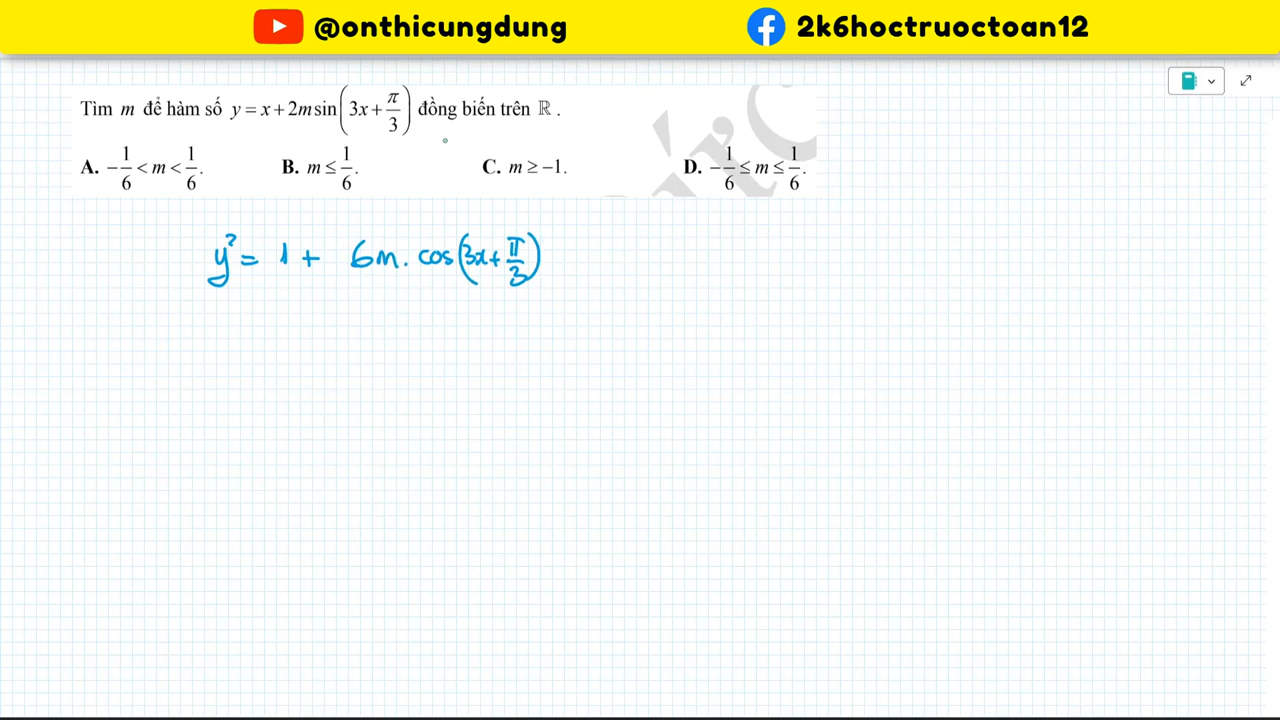 @onthicungdung 2k6hoctruoctoan12
Tìm m để hàm số y = x + 2m sin(3x + π/3) đồng biến trên ℝ.
A. -1/6 < m < 1/6. B. m ≤ 1/6. C. m ≥ -1. D. -1/6 ≤ m ≤ 1/6.
y' = 1 + 6m. cos(3x + π/3)